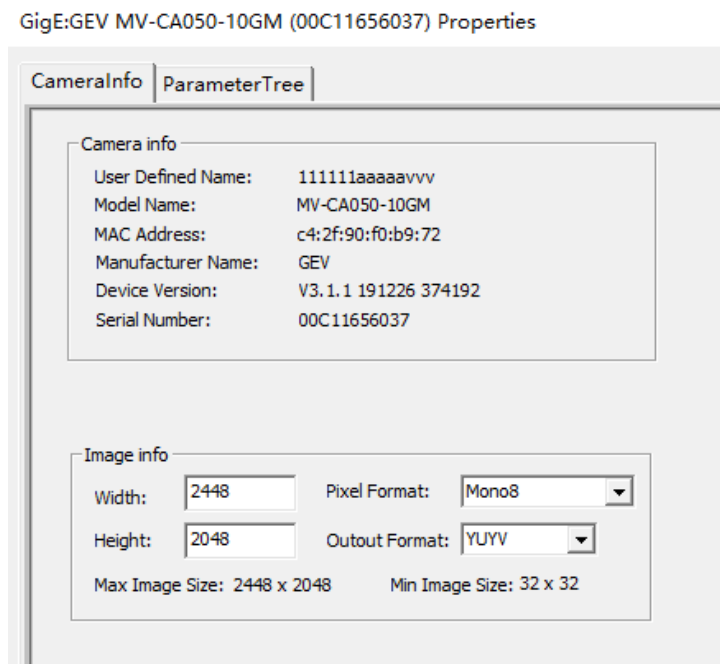 GigE:GEV MV-CA050-10GM (00C11656037) Properties
CameraInfo ParameterTree
Camera info
User Defined Name: 111111aaaaavvv
Model Name: MV-CA050-10GM
MAC Address: c4:2f:90:f0:b9:72
Manufacturer Name: GEV
Device Version: V3.1.1 191226 374192
Serial Number: 00C11656037
Image info
Width: 2448 Pixel Format: Mono8
Height: 2048 Outout Format: YUYV
Max Image Size: 2448 x 2048 Min Image Size: 32 x 32